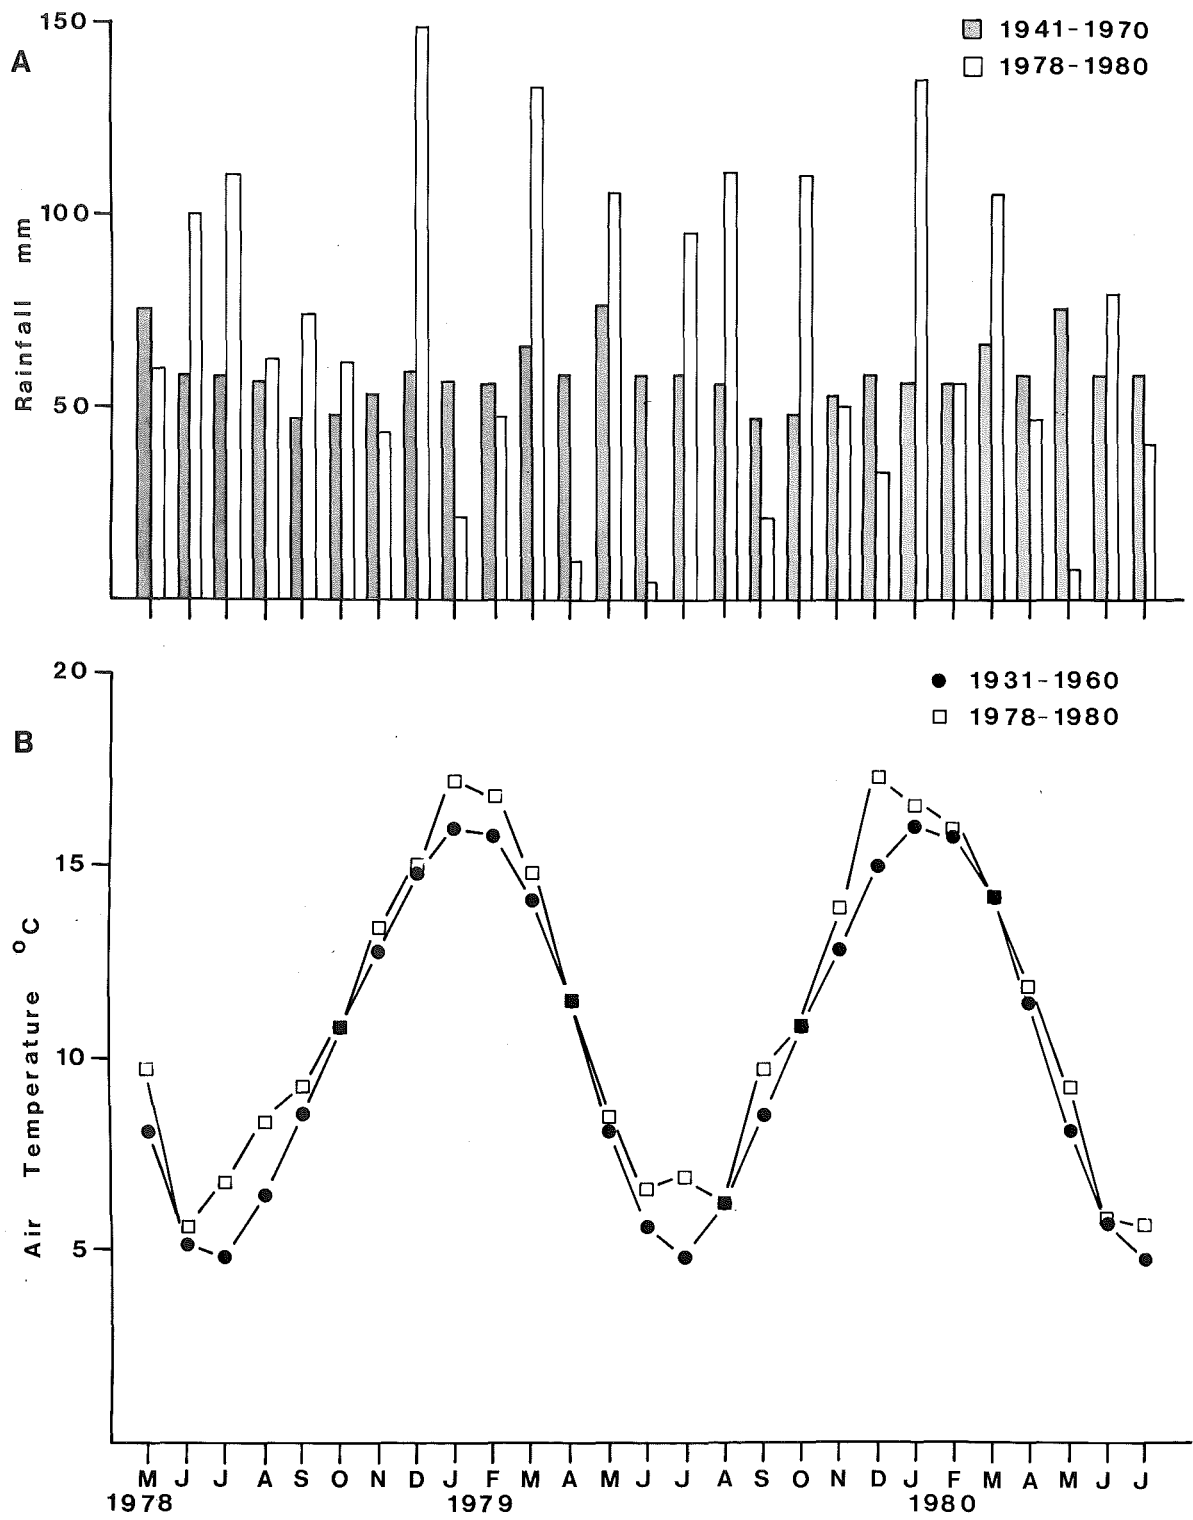 A
150
100
50
Rainfall mm
1941-1970
1978-1980
B
20
15
10
5
Air Temperature °C
1931-1960
1978-1980
M J J A S O N D J F M A M J J A S O N D J F M A M J J
1978 1979 1980